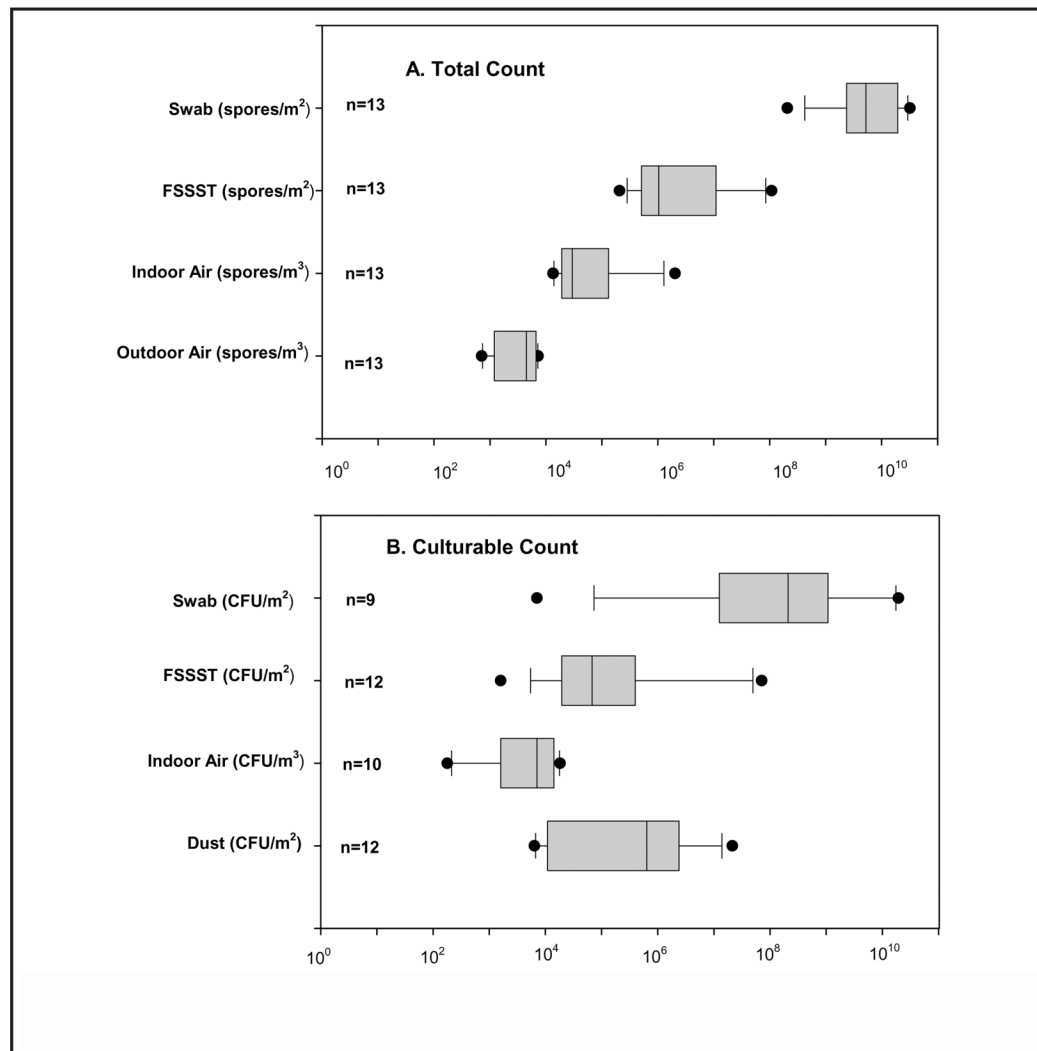 A. Total Count
Swab (spores/m²) n=13
FSSST (spores/m²) n=13
Indoor Air (spores/m³) n=13
Outdoor Air (spores/m³) n=13
10⁰ 10² 10⁴ 10⁶ 10⁸ 10¹⁰
B. Culturable Count
Swab (CFU/m²) n=9
FSSST (CFU/m²) n=12
Indoor Air (CFU/m³) n=10
Dust (CFU/m²) n=12
10⁰ 10² 10⁴ 10⁶ 10⁸ 10¹⁰